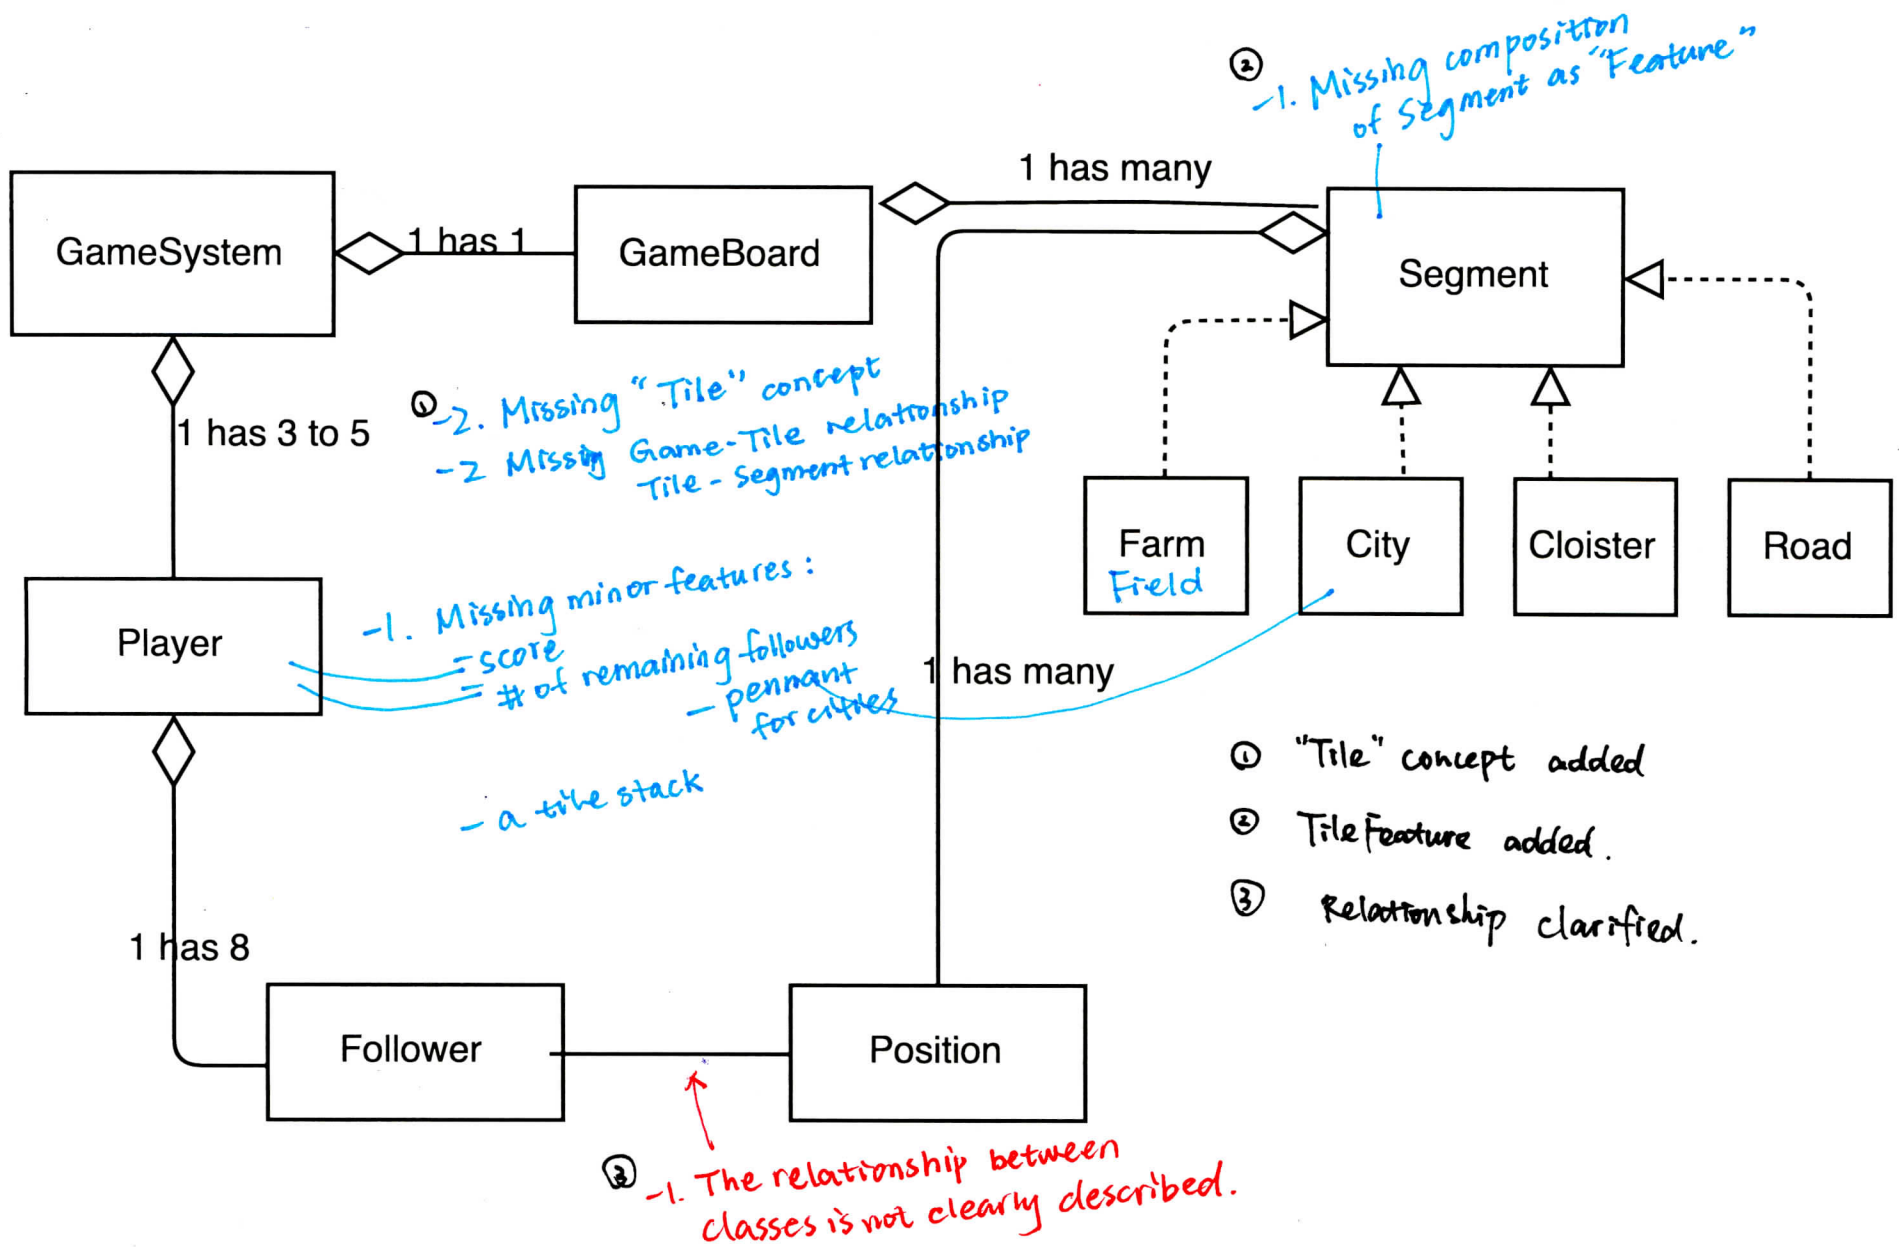 ②
-1. Missing composition
of Segment as "Feature"
1 has many
GameSystem
1 has 1
GameBoard
Segment
① -2. Missing "Tile" concept
-2 Missing Game-Tile relationship
Tile - Segment relationship
1 has 3 to 5
Farm
Field
City
Cloister
Road
Player
-1. Missing minor features:
- score
- # of remaining followers
- pennant
for cities
1 has many
- a tile stack
① "Tile" concept added
② TileFeature added.
③ Relationship clarified.
1 has 8
Follower
Position
③ -1. The relationship between
classes is not clearly described.